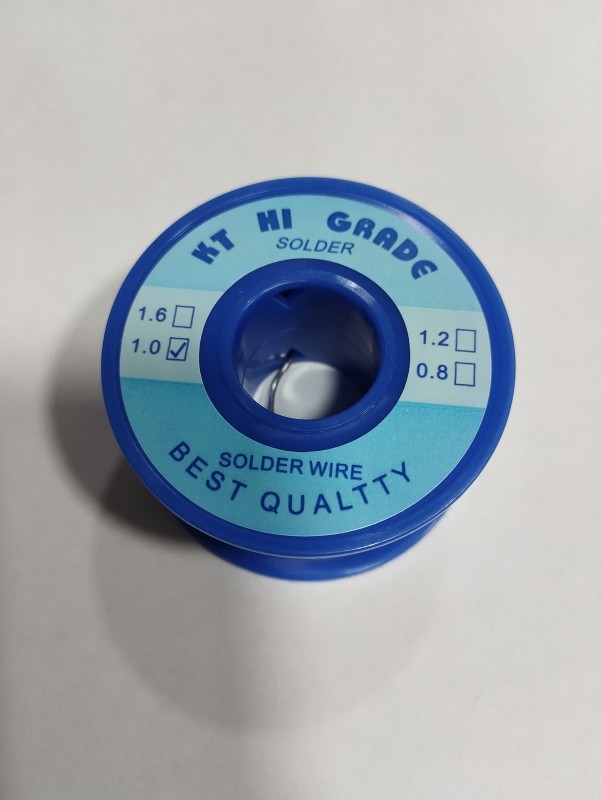 KT HI GRADE
SOLDER
1.6
1.0
1.2
0.8
SOLDER WIRE
BEST QUALTTY